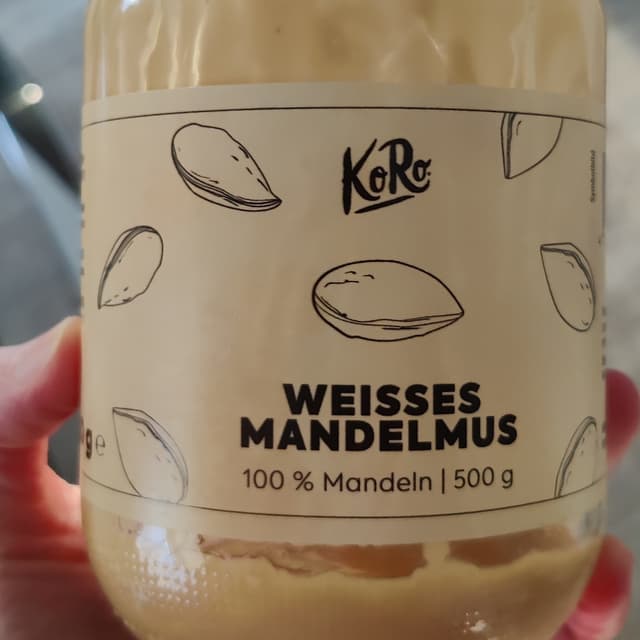 KoRo
WEISSES
MANDELMUS
100 % Mandeln | 500 g
g e